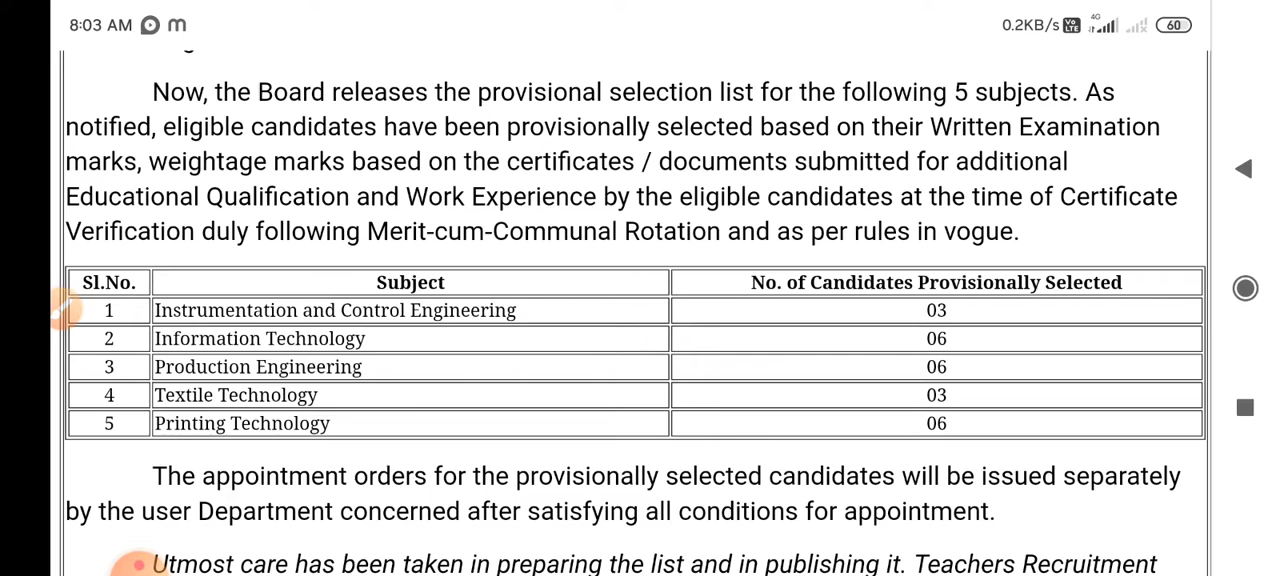 8:03 AM m 0.2KB/s Vo LTE 4G 60
Now, the Board releases the provisional selection list for the following 5 subjects. As
notified, eligible candidates have been provisionally selected based on their Written Examination
marks, weightage marks based on the certificates / documents submitted for additional
Educational Qualification and Work Experience by the eligible candidates at the time of Certificate
Verification duly following Merit-cum-Communal Rotation and as per rules in vogue.
Sl.No. Subject No. of Candidates Provisionally Selected
1 Instrumentation and Control Engineering 03
2 Information Technology 06
3 Production Engineering 06
4 Textile Technology 03
5 Printing Technology 06
The appointment orders for the provisionally selected candidates will be issued separately
by the user Department concerned after satisfying all conditions for appointment.
Utmost care has been taken in preparing the list and in publishing it. Teachers Recruitment